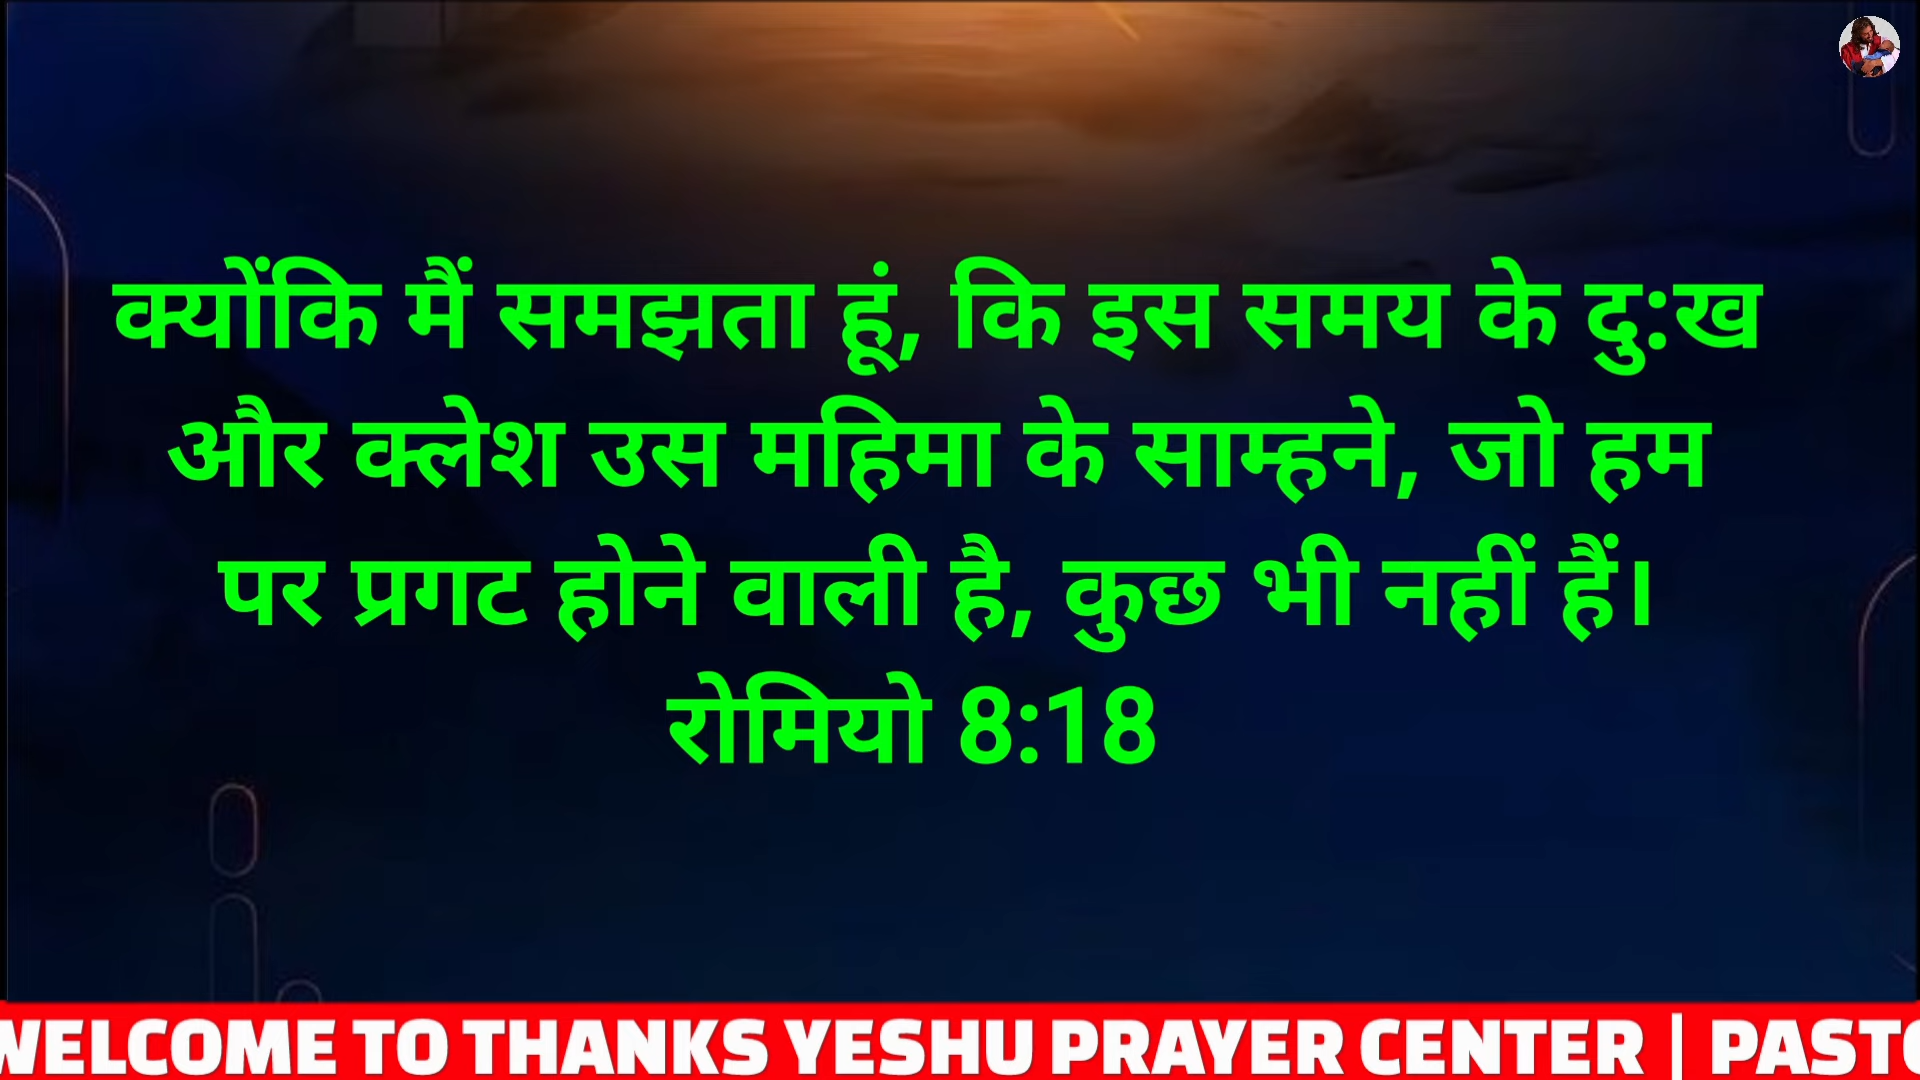 क्योंकि मैं समझता हूं, कि इस समय के दु:ख
और क्लेश उस महिमा के साम्हने, जो हम
पर प्रगट होने वाली है, कुछ भी नहीं हैं।
रोमियो 8:18
WELCOME TO THANKS YESHU PRAYER CENTER |